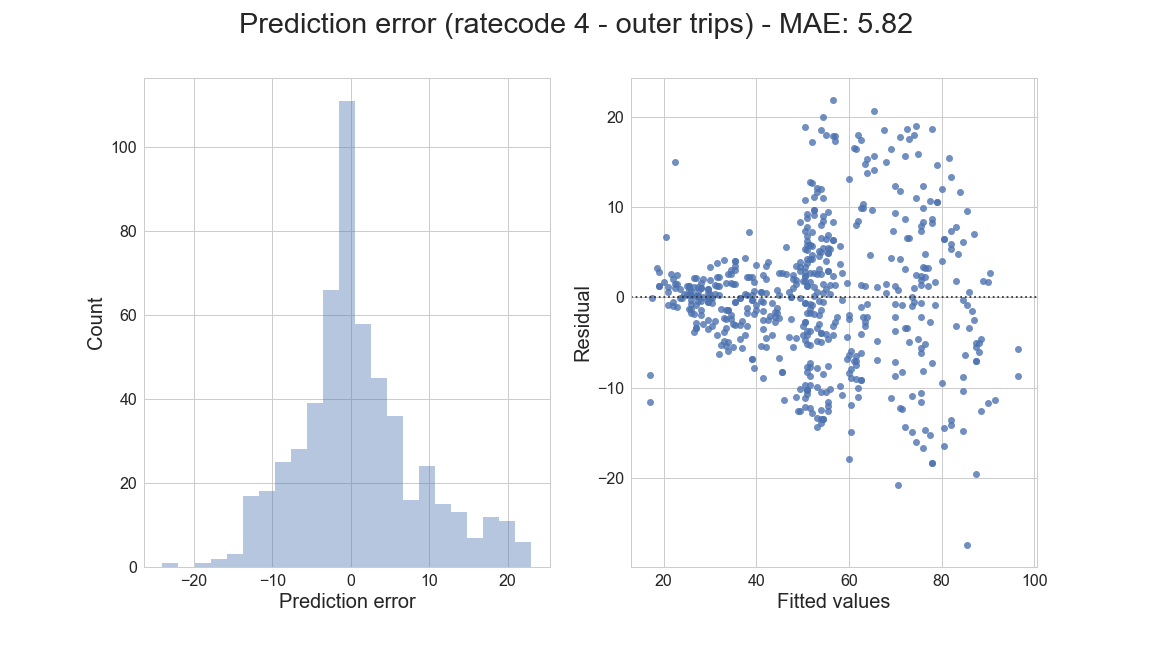 Prediction error (ratecode 4 - outer trips) - MAE: 5.82
Count
100
80
60
40
20
0
−20 −10 0 10 20
Prediction error
Residual
20
10
0
−10
−20
20 40 60 80 100
Fitted values